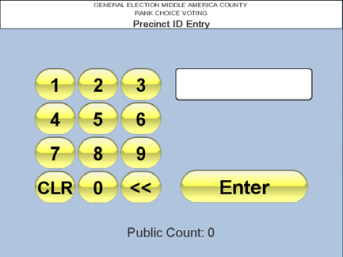 GENERAL ELECTION MIDDLE AMERICA COUNTY
RANK CHOICE VOTING
Precinct ID Entry
1 2 3
4 5 6
7 8 9
CLR 0 <<
Enter
Public Count: 0